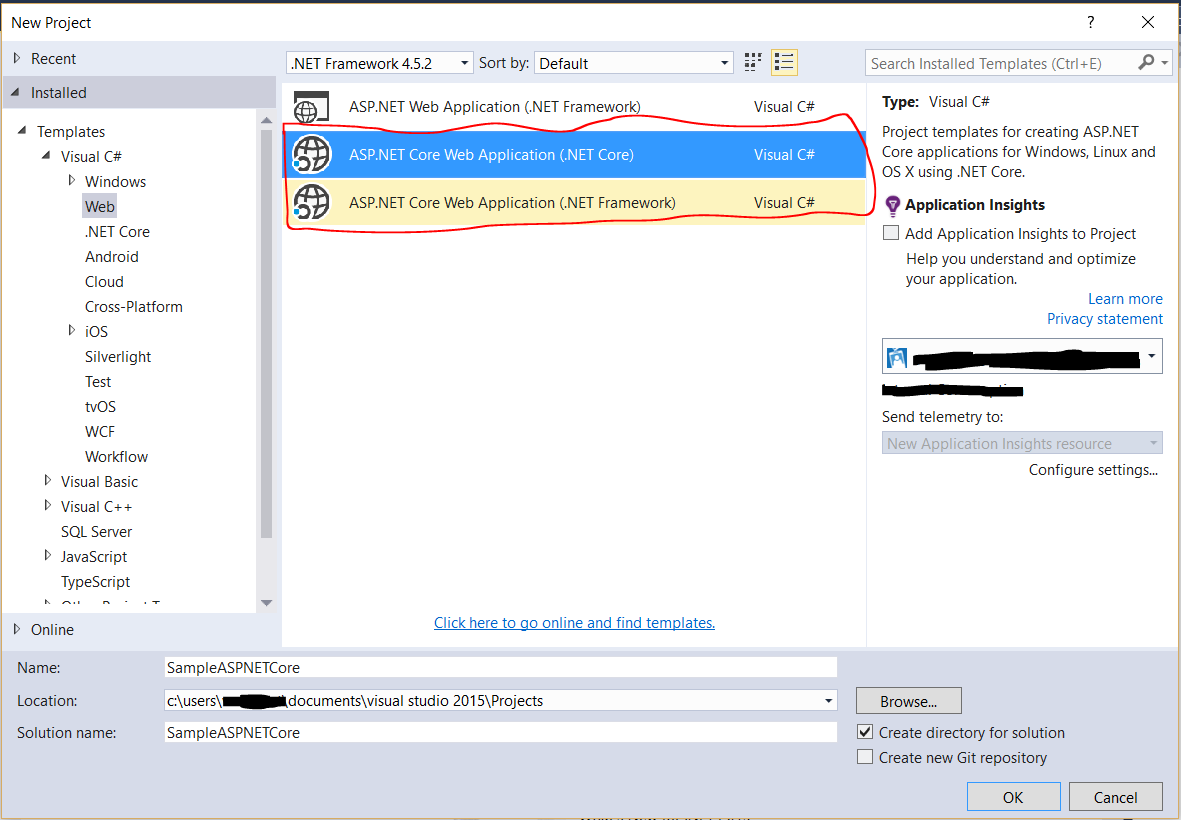 New Project
?
Recent
.NET Framework 4.5.2
Sort by:
Default
Search Installed Templates (Ctrl+E)
Installed
Templates
Visual C#
Windows
Web
.NET Core
Android
Cloud
Cross-Platform
iOS
Silverlight
Test
tvOS
WCF
Workflow
Visual Basic
Visual C++
SQL Server
JavaScript
TypeScript
Online
ASP.NET Web Application (.NET Framework) Visual C#
ASP.NET Core Web Application (.NET Core) Visual C#
ASP.NET Core Web Application (.NET Framework) Visual C#
Click here to go online and find templates.
Type: Visual C#
Project templates for creating ASP.NET
Core applications for Windows, Linux and
OS X using .NET Core.
Application Insights
Add Application Insights to Project
Help you understand and optimize
your application.
Learn more
Privacy statement
Send telemetry to:
New Application Insights resource
Configure settings...
Name: SampleASPNETCore
Location: c:\users\ \documents\visual studio 2015\Projects
Browse...
Solution name: SampleASPNETCore
Create directory for solution
Create new Git repository
OK
Cancel